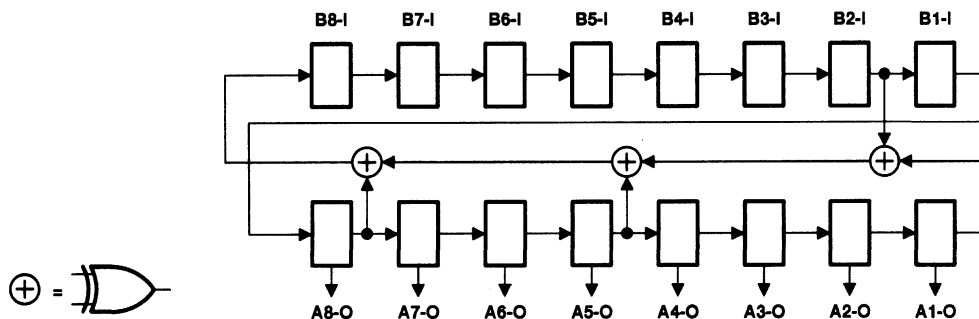 B8-I B7-I B6-I B5-I B4-I B3-I B2-I B1-I
=
A8-O A7-O A6-O A5-O A4-O A3-O A2-O A1-O